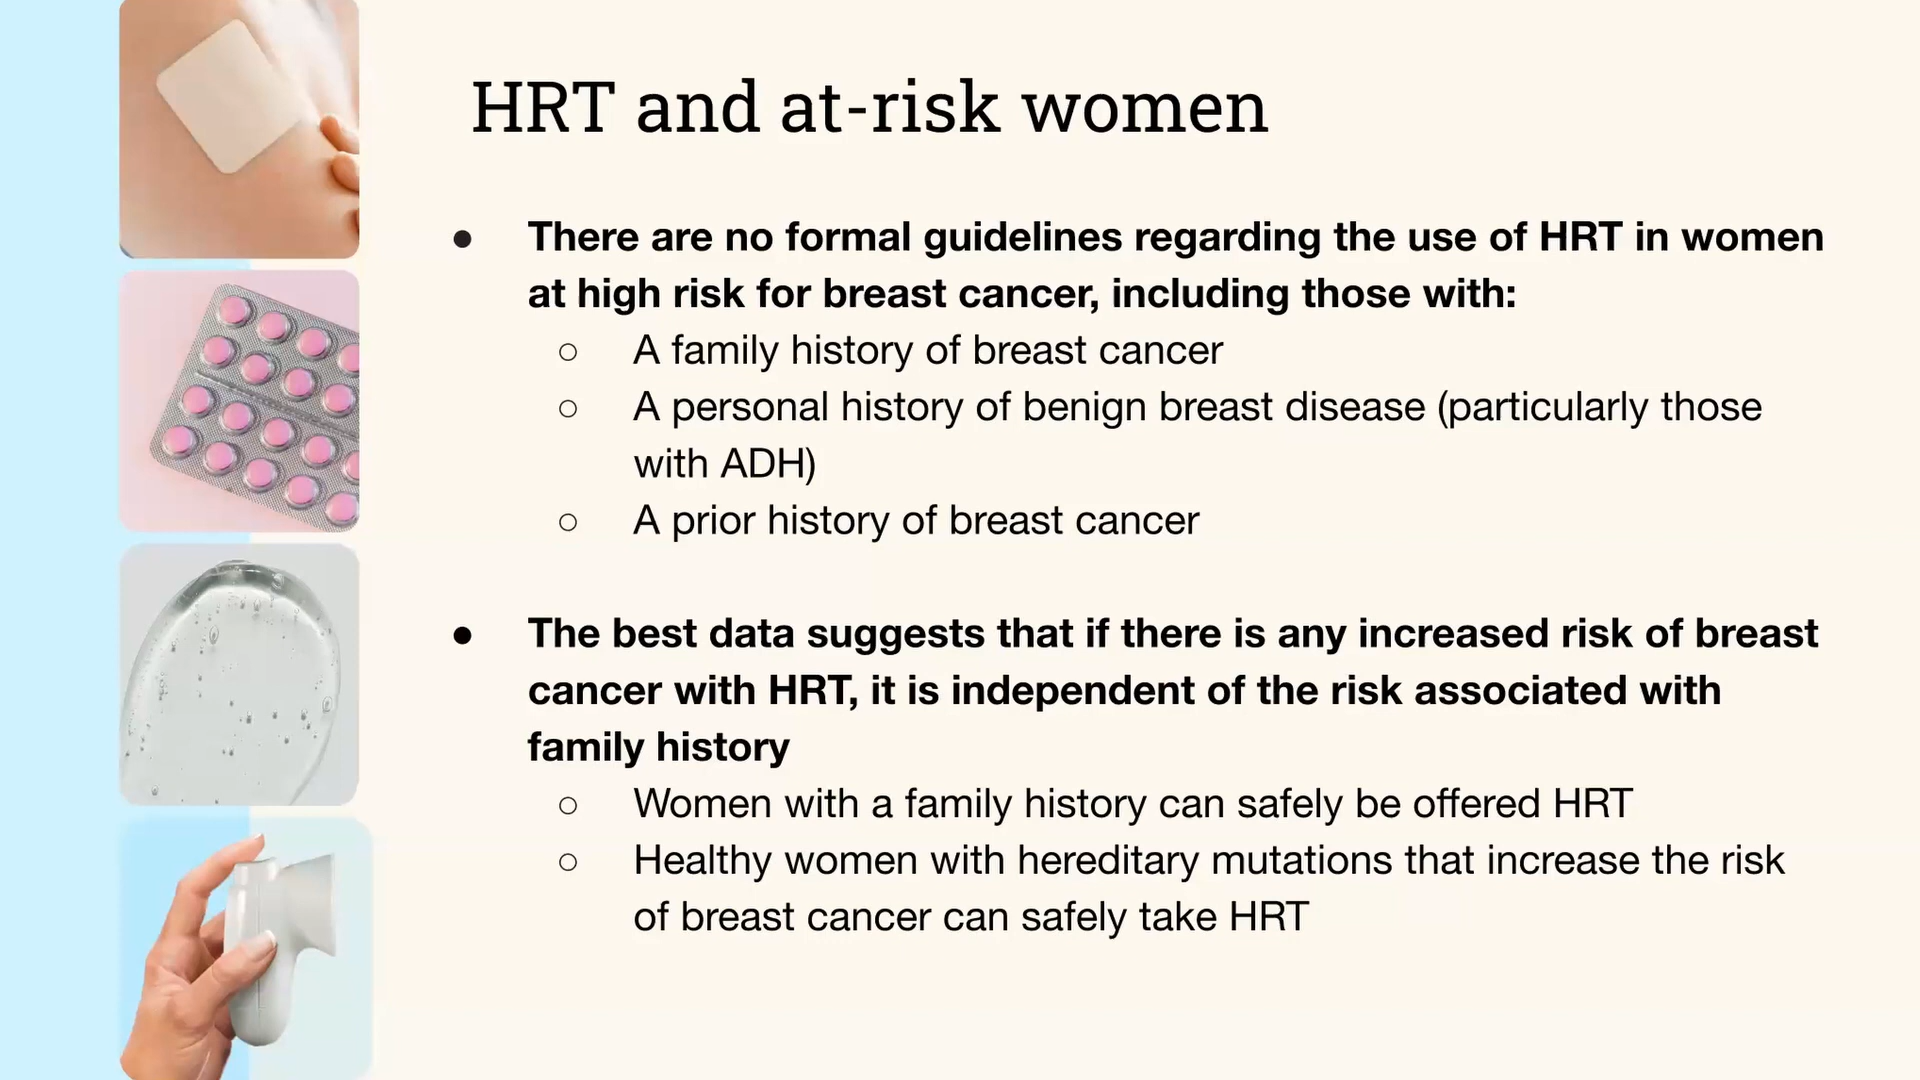 HRT and at-risk women
● There are no formal guidelines regarding the use of HRT in women
at high risk for breast cancer, including those with:
○ A family history of breast cancer
○ A personal history of benign breast disease (particularly those
with ADH)
○ A prior history of breast cancer
● The best data suggests that if there is any increased risk of breast
cancer with HRT, it is independent of the risk associated with
family history
○ Women with a family history can safely be offered HRT
○ Healthy women with hereditary mutations that increase the risk
of breast cancer can safely take HRT